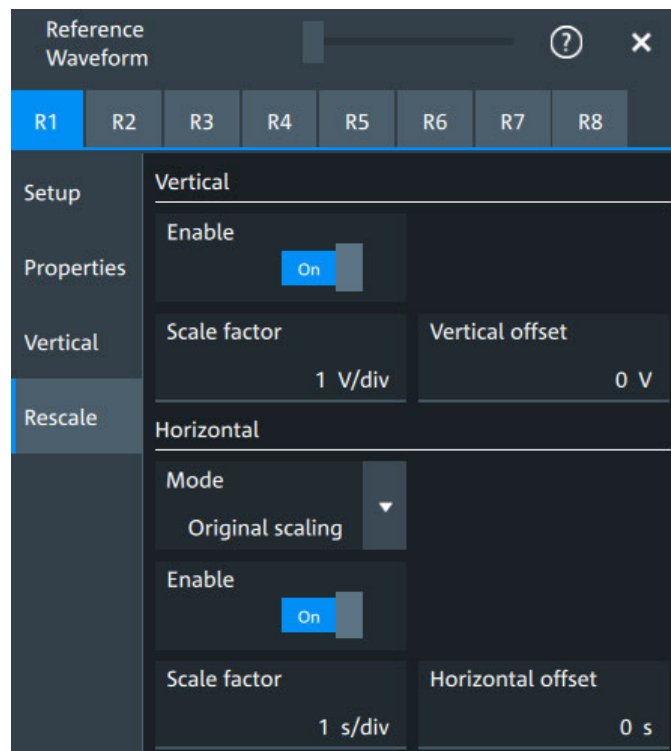 Reference
Waveform
?
R1 R2 R3 R4 R5 R6 R7 R8
Setup
Properties
Vertical
Rescale
Vertical
Enable
On
Scale factor
1 V/div
Vertical offset
0 V
Horizontal
Mode
Original scaling
Enable
On
Scale factor
1 s/div
Horizontal offset
0 s